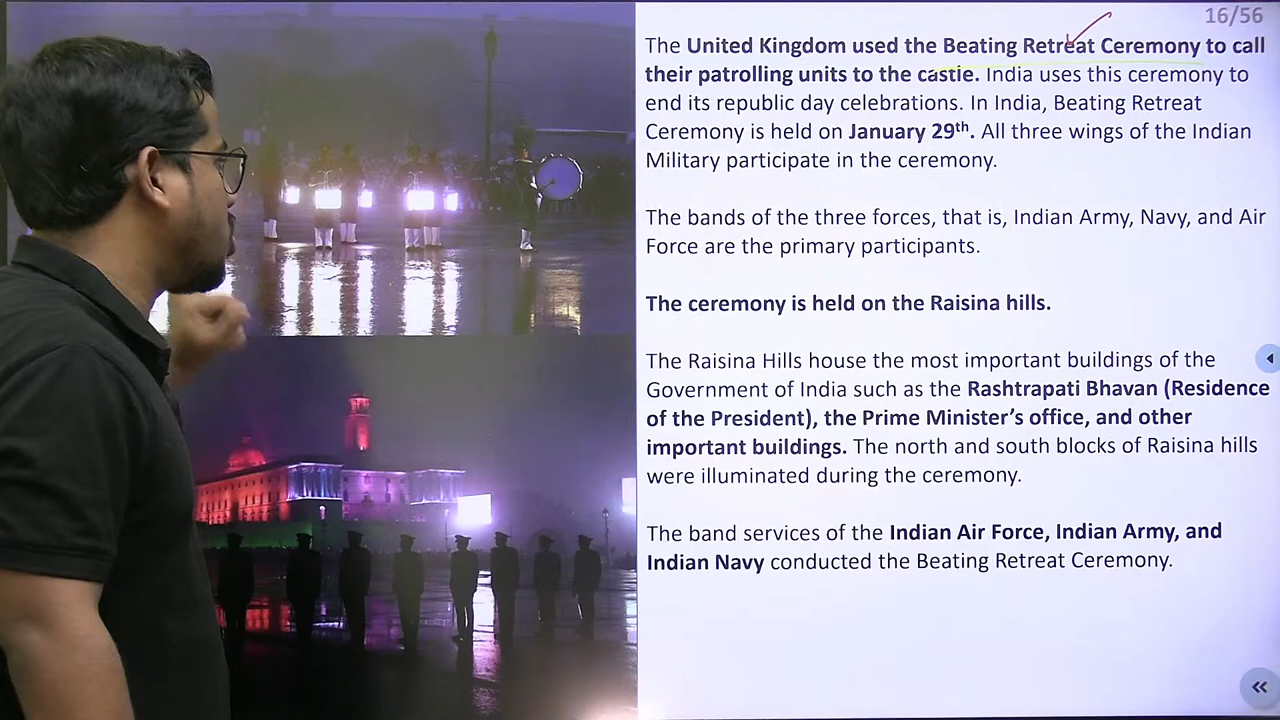 16/56
The United Kingdom used the Beating Retreat Ceremony to call
their patrolling units to the castie. India uses this ceremony to
end its republic day celebrations. In India, Beating Retreat
Ceremony is held on January 29th. All three wings of the Indian
Military participate in the ceremony.
The bands of the three forces, that is, Indian Army, Navy, and Air
Force are the primary participants.
The ceremony is held on the Raisina hills.
The Raisina Hills house the most important buildings of the
Government of India such as the Rashtrapati Bhavan (Residence
of the President), the Prime Minister’s office, and other
important buildings. The north and south blocks of Raisina hills
were illuminated during the ceremony.
The band services of the Indian Air Force, Indian Army, and
Indian Navy conducted the Beating Retreat Ceremony.